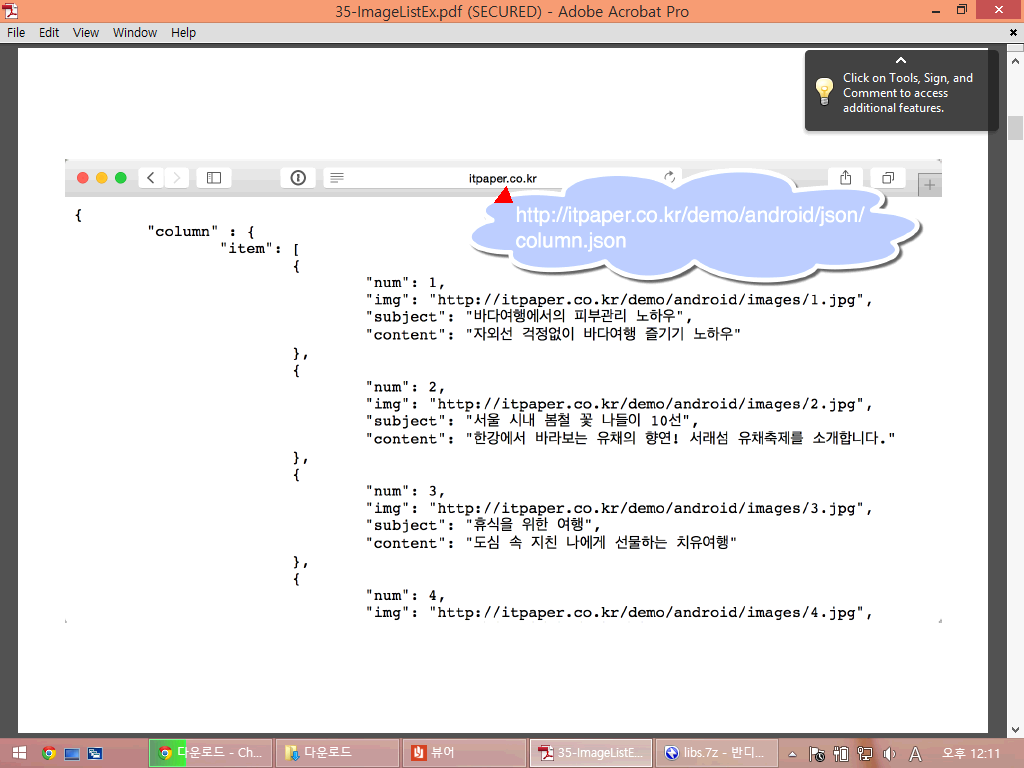 35-ImageListEx.pdf (SECURED) - Adobe Acrobat Pro
File Edit View Window Help
Click on Tools, Sign, and
Comment to access
additional features.
itpaper.co.kr
http://itpaper.co.kr/demo/android/json/
column.json
{
"column" : {
"item": [
{
"num": 1,
"img": "http://itpaper.co.kr/demo/android/images/1.jpg",
"subject": "바다여행에서의 피부관리 노하우",
"content": "자외선 걱정없이 바다여행 즐기기 노하우"
},
{
"num": 2,
"img": "http://itpaper.co.kr/demo/android/images/2.jpg",
"subject": "서울 시내 봄철 꽃 나들이 10선",
"content": "한강에서 바라보는 유채의 향연! 서래섬 유채축제를 소개합니다."
},
{
"num": 3,
"img": "http://itpaper.co.kr/demo/android/images/3.jpg",
"subject": "휴식을 위한 여행",
"content": "도심 속 지친 나에게 선물하는 치유여행"
},
{
"num": 4,
"img": "http://itpaper.co.kr/demo/android/images/4.jpg",
다운로드 - Ch... 다운로드 뷰어 35-ImageListE... libs.7z - 반디... A 오후 12:11